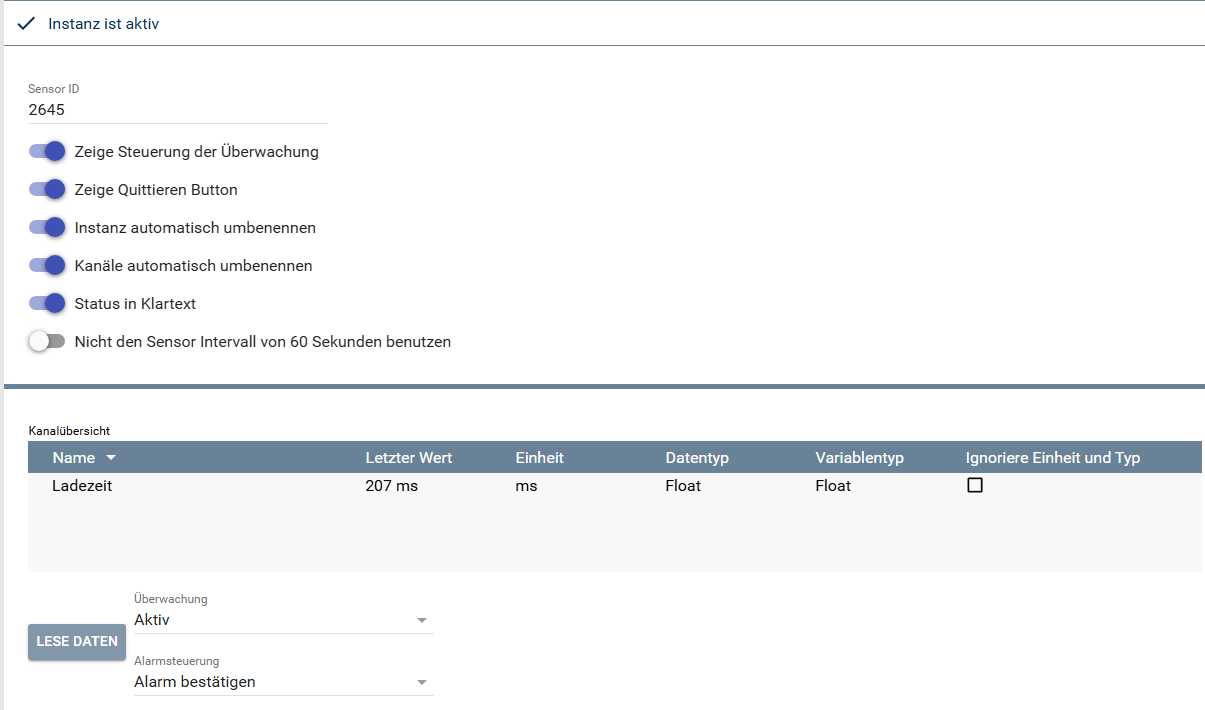 Instanz ist aktiv
Sensor ID
2645
Zeige Steuerung der Überwachung
Zeige Quittieren Button
Instanz automatisch umbenennen
Kanäle automatisch umbenennen
Status in Klartext
Nicht den Sensor Intervall von 60 Sekunden benutzen
Kanalübersicht
Name Letzter Wert Einheit Datentyp Variablentyp Ignoriere Einheit und Typ
Ladezeit 207 ms ms Float Float
Überwachung
Aktiv
LESE DATEN
Alarmsteuerung
Alarm bestätigen